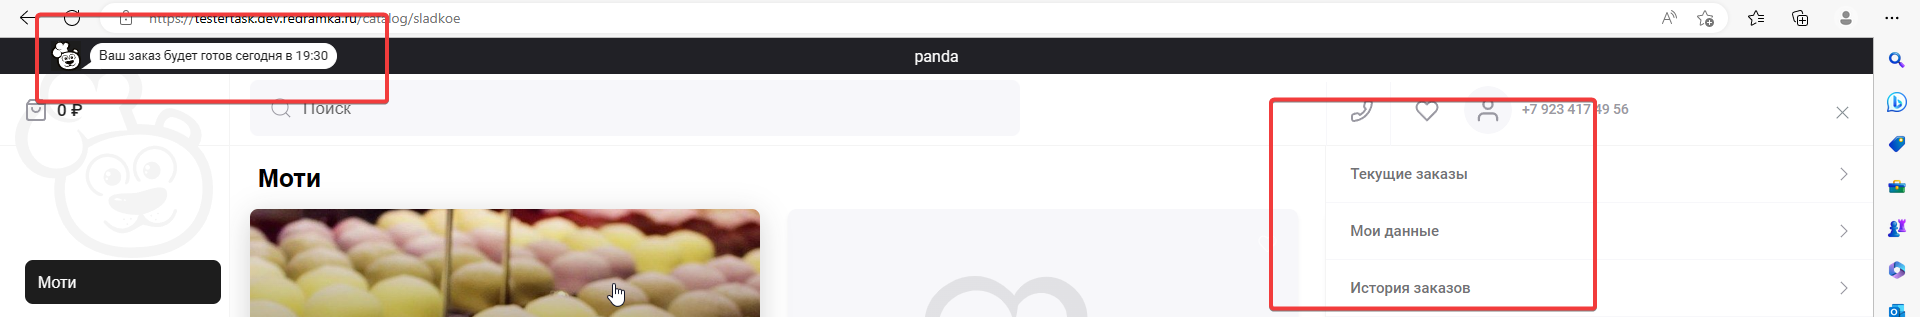 https://testertask.dev.redramka.ru/catalog/sladkoe
Ваш заказ будет готов сегодня в 19:30
panda
0 ₽
Поиск
+7 923 417 49 56
Моти
Текущие заказы
Мои данные
Моти
История заказов